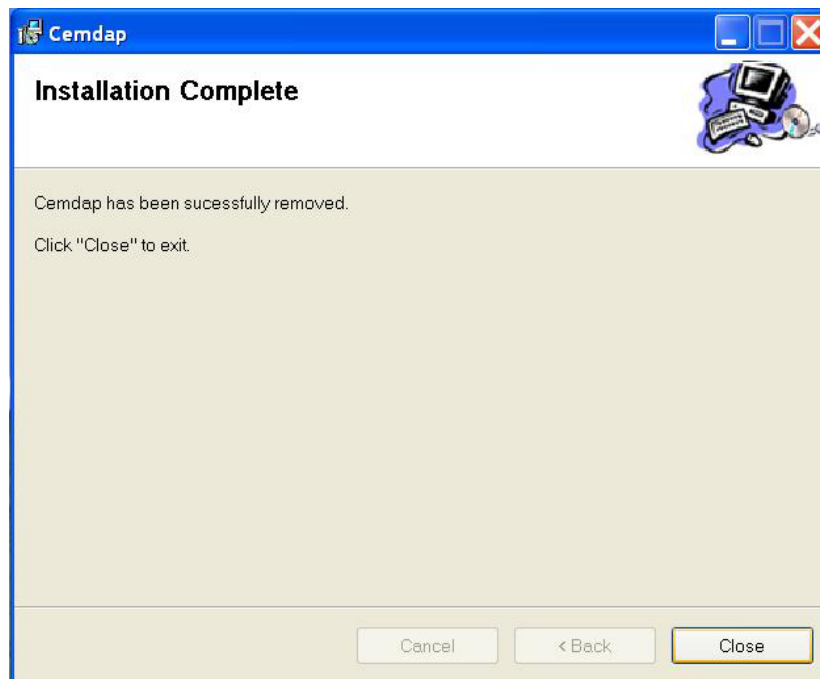 Cemdap
Installation Complete
Cemdap has been sucessfully removed.
Click "Close" to exit.
Cancel
< Back
Close